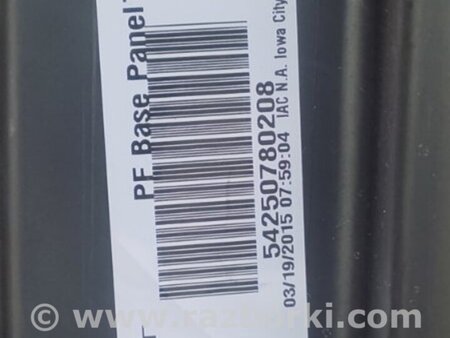 PF Base Panel
54250780208
03/19/2015 07:59:04 IAC N.A. Iowa City
© www.razborki.com